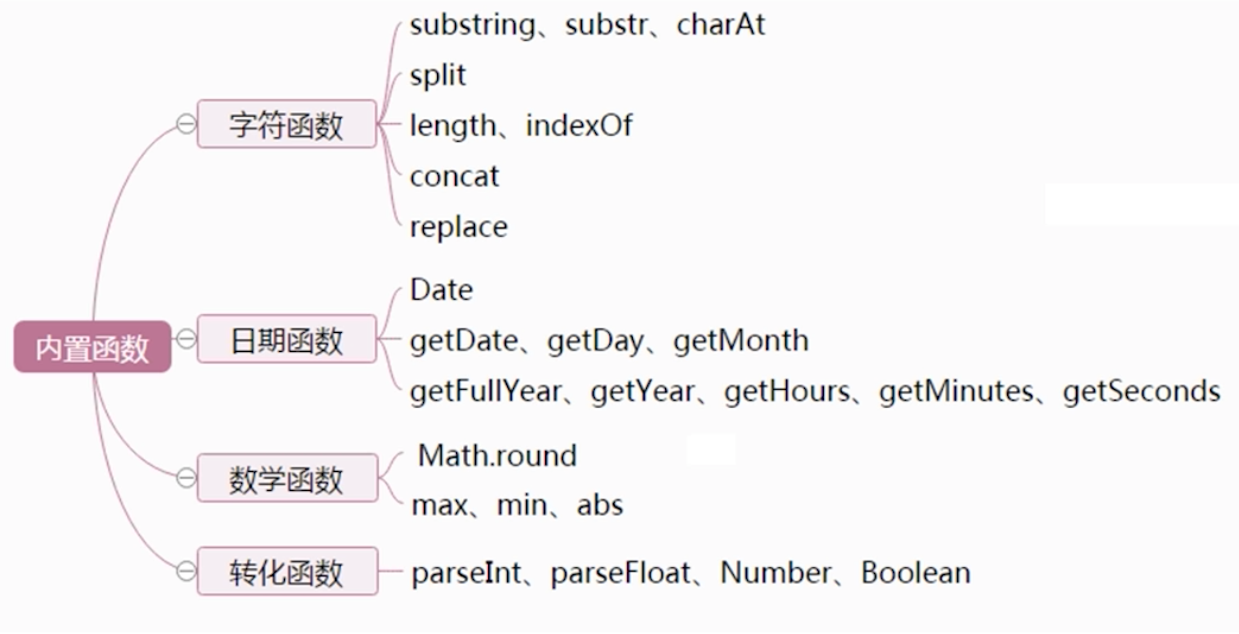 内置函数
字符函数
substring、substr、charAt
split
length、indexOf
concat
replace
日期函数
Date
getDate、getDay、getMonth
getFullYear、getYear、getHours、getMinutes、getSeconds
数学函数
Math.round
max、min、abs
转化函数
parseInt、parseFloat、Number、Boolean